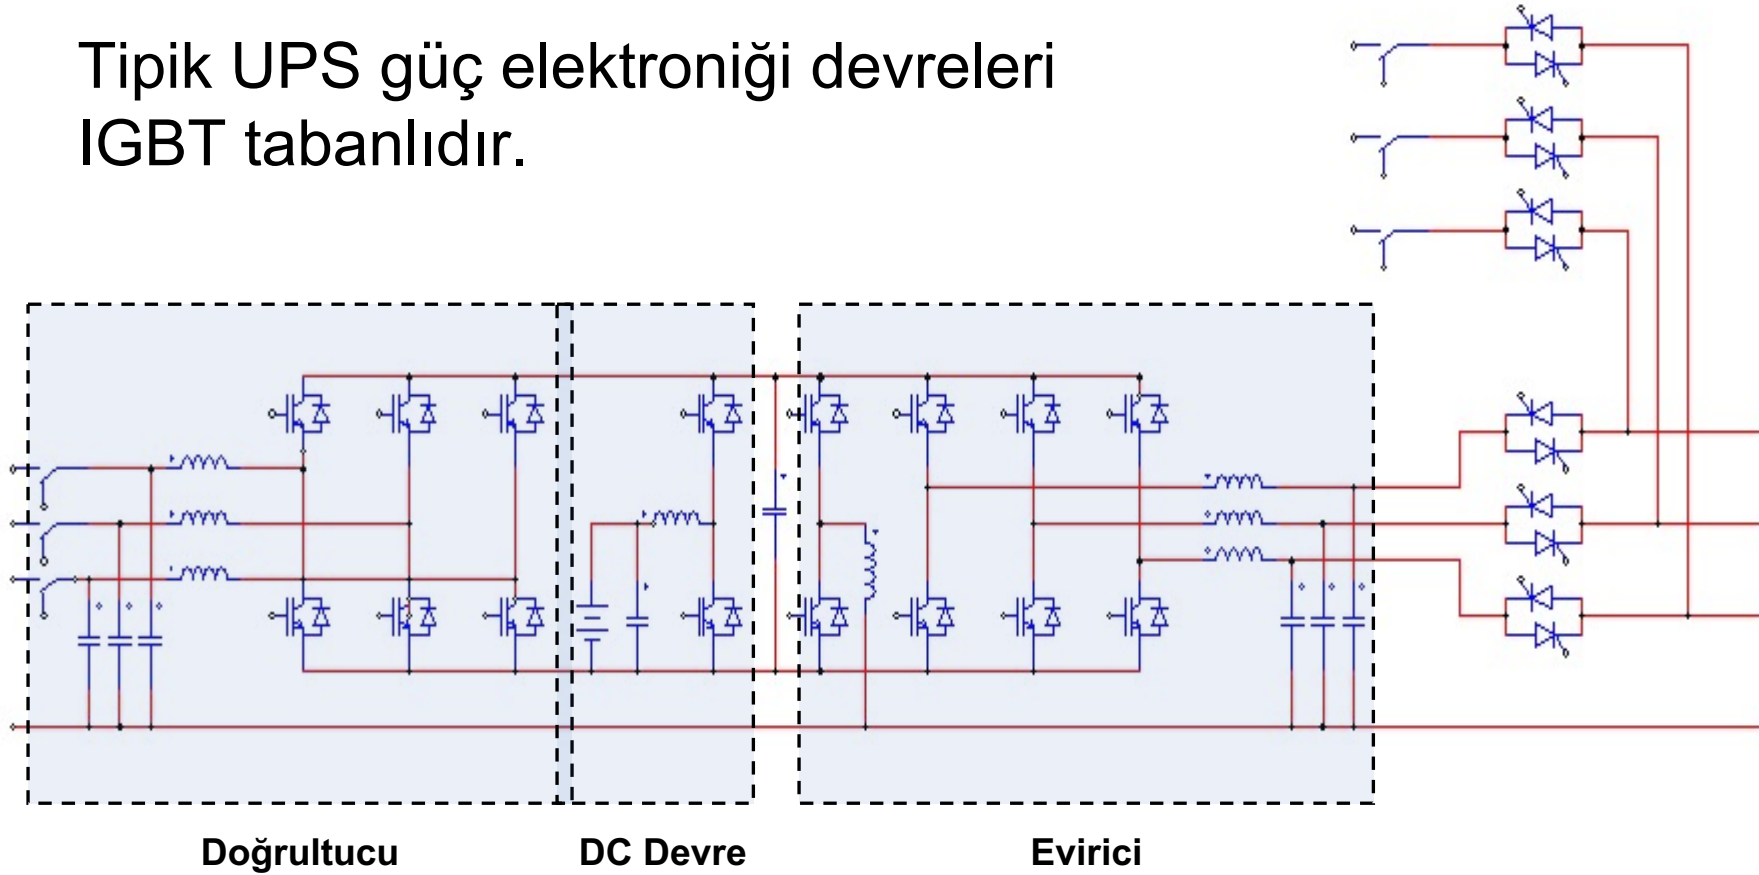 Tipik UPS güç elektroniği devreleri
IGBT tabanlıdır.
Doğrultucu
DC Devre
Evirici